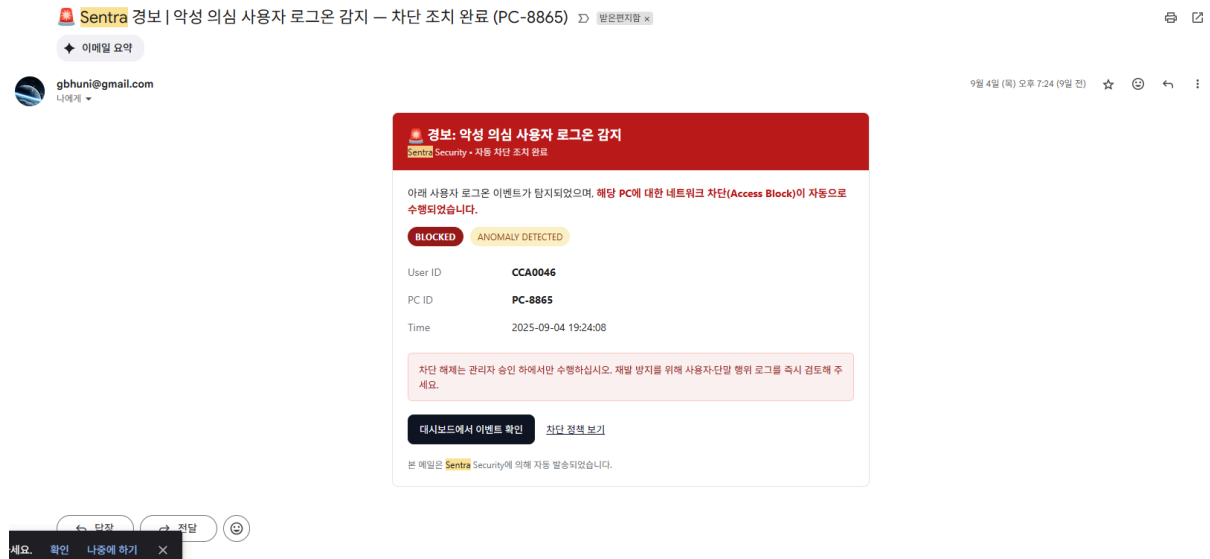 🚨 Sentra 경보 | 악성 의심 사용자 로그온 감지 — 차단 조치 완료 (PC-8865) 받은편지함 ×
이메일 요약
gbhuni@gmail.com
9월 4일 (목) 오후 7:24 (9일 전)
나에게
🚨 경보: 악성 의심 사용자 로그온 감지
Sentra Security • 자동 차단 조치 완료
아래 사용자 로그온 이벤트가 탐지되었으며, 해당 PC에 대한 네트워크 차단(Access Block)이 자동으로
수행되었습니다.
BLOCKED ANOMALY DETECTED
User ID CCA0046
PC ID PC-8865
Time 2025-09-04 19:24:08
차단 해제는 관리자 승인 하에서만 수행하십시오. 재발 방지를 위해 사용자·단말 행위 로그를 즉시 검토해 주
세요.
대시보드에서 이벤트 확인 차단 정책 보기
본 메일은 Sentra Security에 의해 자동 발송되었습니다.
답장 전달
세요. 확인 나중에 하기